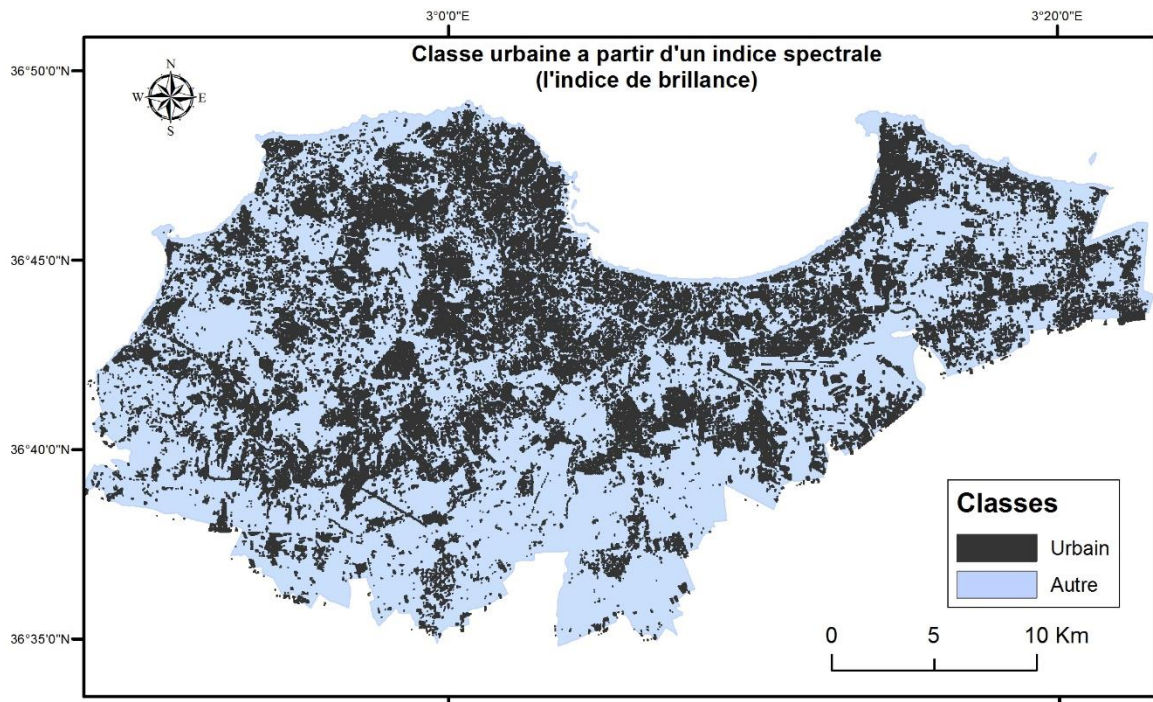 3°0'0"E
3°20'0"E
Classe urbaine a partir d'un indice spectrale
(l'indice de brillance)
36°50'0"N
N
W
E
S
36°45'0"N
36°40'0"N
36°35'0"N
Classes
Urbain
Autre
0
5
10 Km